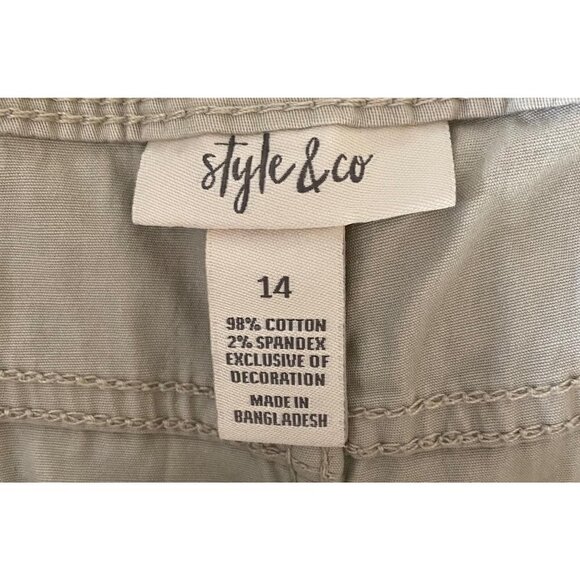 style & co
14
98% COTTON
2% SPANDEX
EXCLUSIVE OF
DECORATION
MADE IN
BANGLADESH